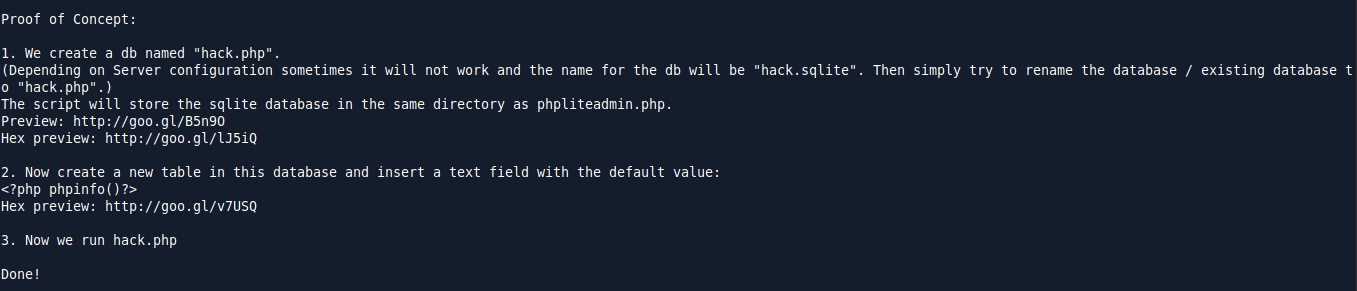 Proof of Concept:
1. We create a db named "hack.php".
(Depending on Server configuration sometimes it will not work and the name for the db will be "hack.sqlite". Then simply try to rename the database / existing database t
o "hack.php".)
The script will store the sqlite database in the same directory as phpliteadmin.php.
Preview: http://goo.gl/B5n9O
Hex preview: http://goo.gl/lJ5iQ
2. Now create a new table in this database and insert a text field with the default value:
<?php phpinfo()?>
Hex preview: http://goo.gl/v7USQ
3. Now we run hack.php
Done!